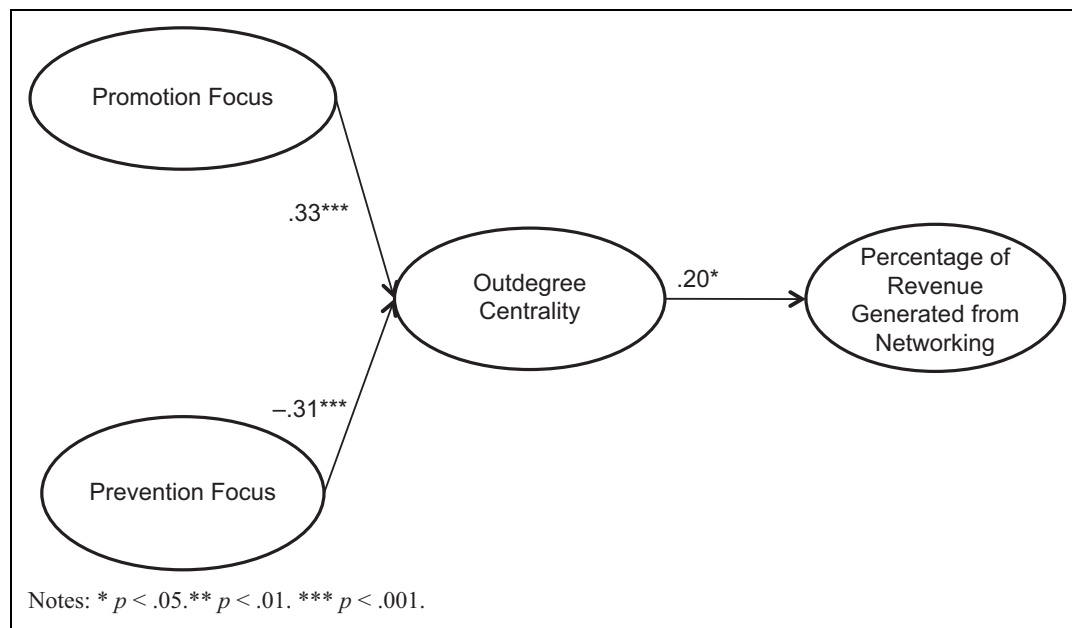 Promotion Focus
.33***
Outdegree
Centrality
.20*
Percentage of
Revenue
Generated from
Networking
–.31***
Prevention Focus
Notes: * p < .05.** p < .01. *** p < .001.